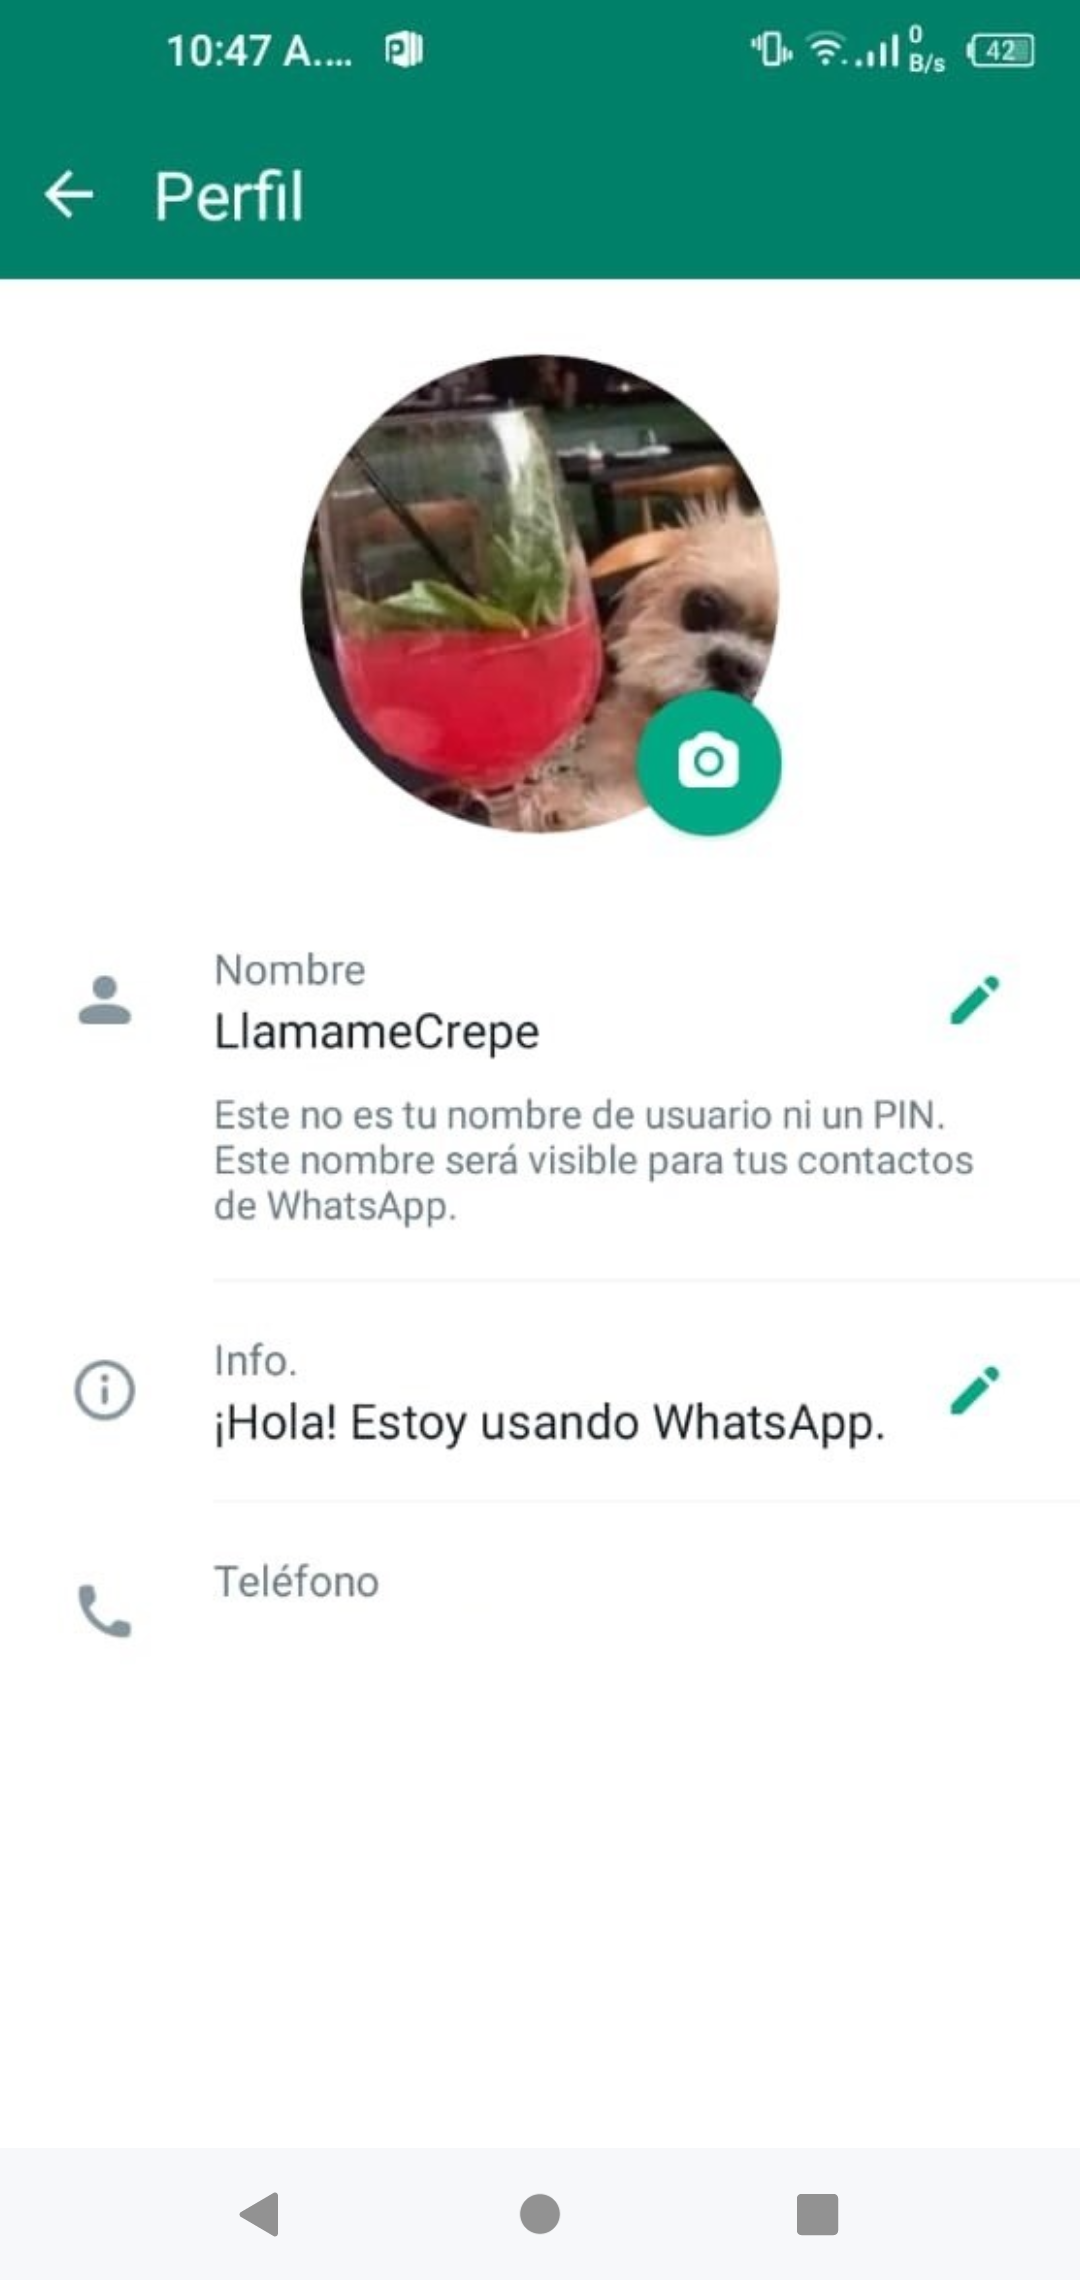 10:47 A....
0
B/s
42
Perfil
Nombre
LlamameCrepe
Este no es tu nombre de usuario ni un PIN.
Este nombre será visible para tus contactos
de WhatsApp.
Info.
¡Hola! Estoy usando WhatsApp.
Teléfono